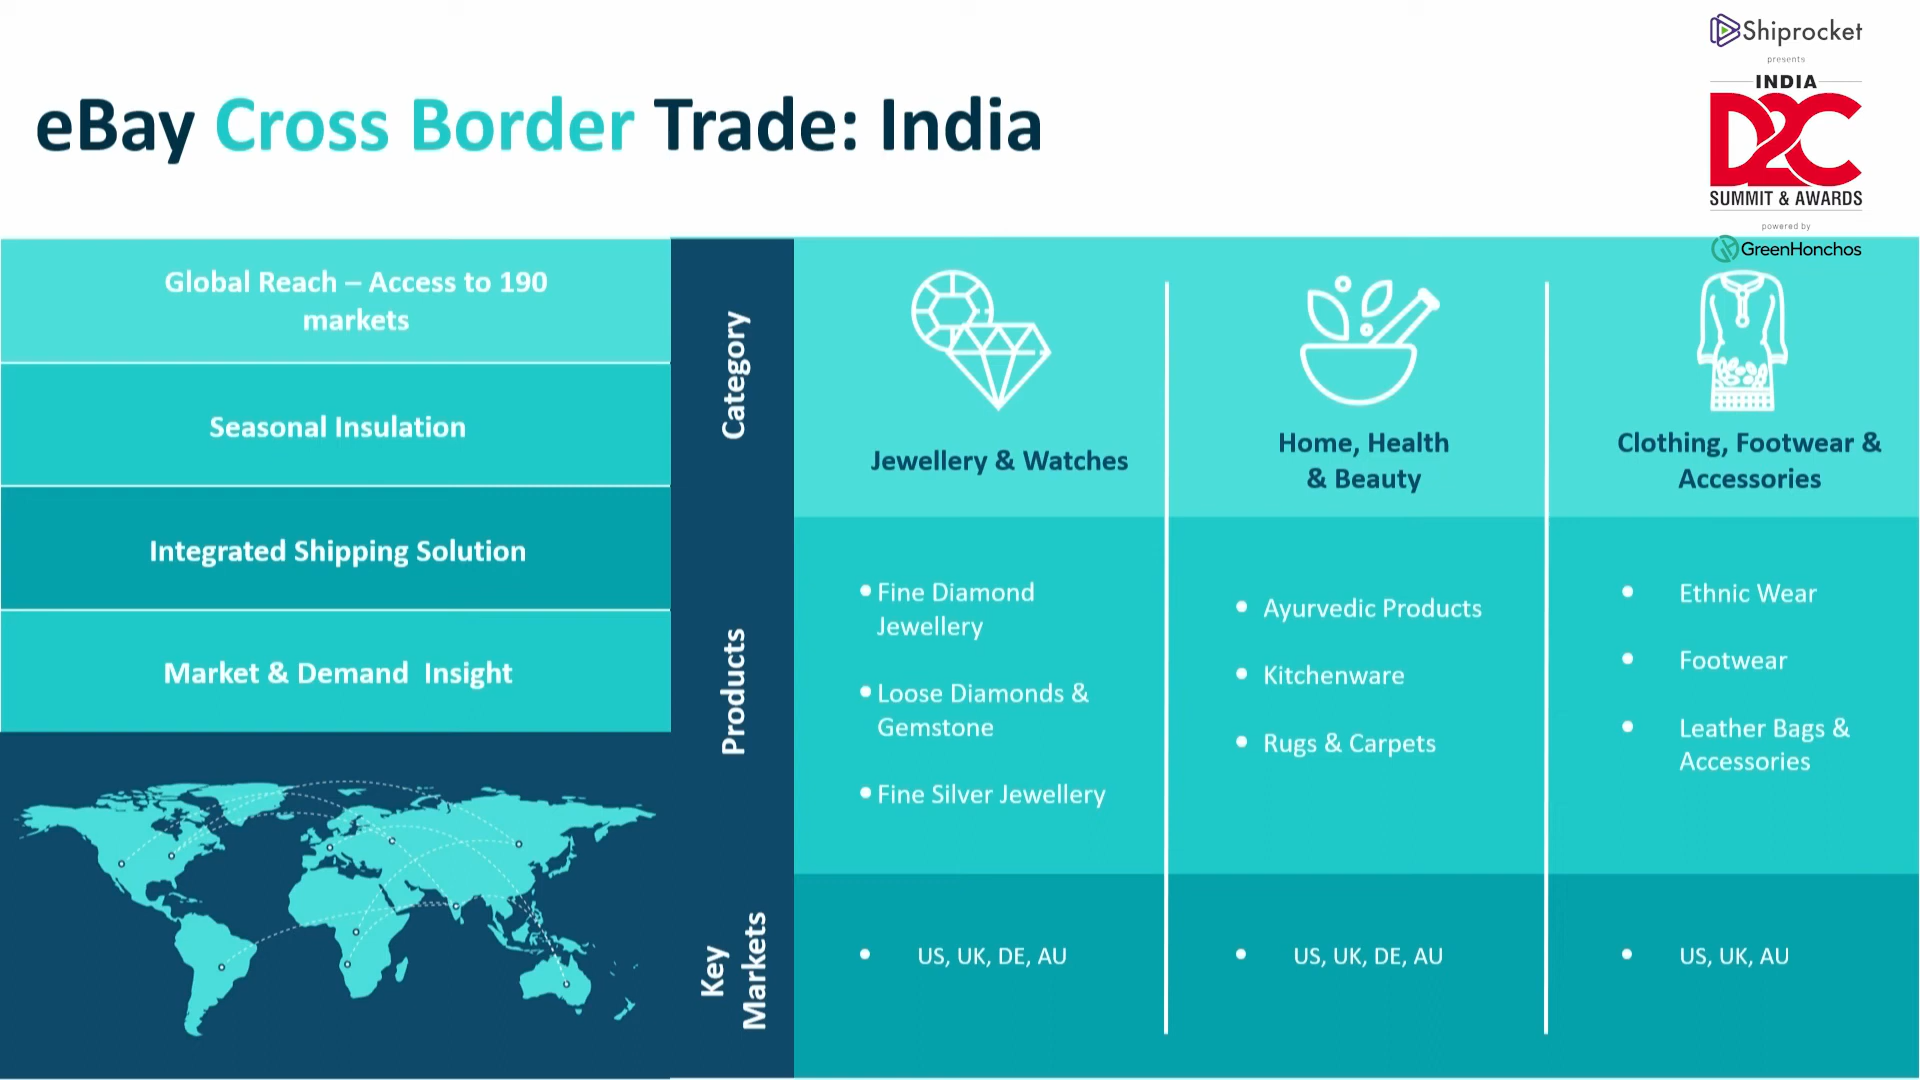 Shiprocket
presents
INDIA
D2C
SUMMIT & AWARDS
powered by
GreenHonchos
eBay Cross Border Trade: India
Global Reach – Access to 190
markets
Seasonal Insulation
Integrated Shipping Solution
Market & Demand  Insight
Category
Jewellery & Watches
Home, Health
& Beauty
Clothing, Footwear &
Accessories
Products
• Fine Diamond
Jewellery
• Loose Diamonds &
Gemstone
• Fine Silver Jewellery
• Ayurvedic Products
• Kitchenware
• Rugs & Carpets
• Ethnic Wear
• Footwear
• Leather Bags &
Accessories
Key
Markets
• US, UK, DE, AU
• US, UK, DE, AU
• US, UK, AU